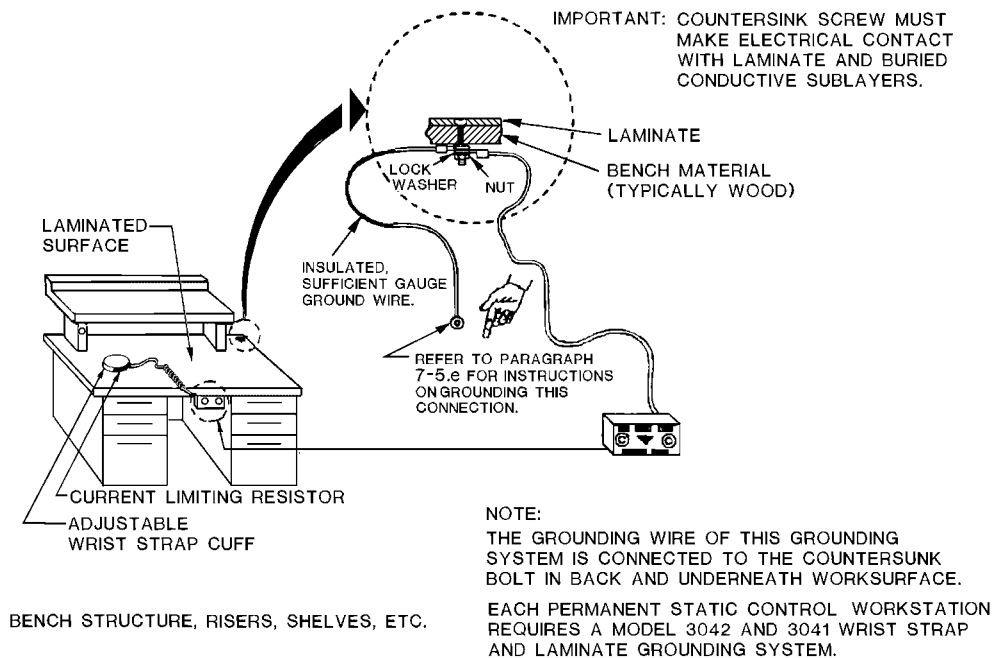 IMPORTANT: COUNTERSINK SCREW MUST
MAKE ELECTRICAL CONTACT
WITH LAMINATE AND BURIED
CONDUCTIVE SUBLAYERS.
LAMINATE
BENCH MATERIAL
(TYPICALLY WOOD)
LOCK
WASHER
NUT
LAMINATED
SURFACE
INSULATED,
SUFFICIENT GAUGE
GROUND WIRE.
REFER TO PARAGRAPH
7-5.e FOR INSTRUCTIONS
ON GROUNDING THIS
CONNECTION.
CURRENT LIMITING RESISTOR
ADJUSTABLE
WRIST STRAP CUFF
NOTE:
THE GROUNDING WIRE OF THIS GROUNDING
SYSTEM IS CONNECTED TO THE COUNTERSUNK
BOLT IN BACK AND UNDERNEATH WORKSURFACE.
BENCH STRUCTURE, RISERS, SHELVES, ETC.
EACH PERMANENT STATIC CONTROL WORKSTATION
REQUIRES A MODEL 3042 AND 3041 WRIST STRAP
AND LAMINATE GROUNDING SYSTEM.